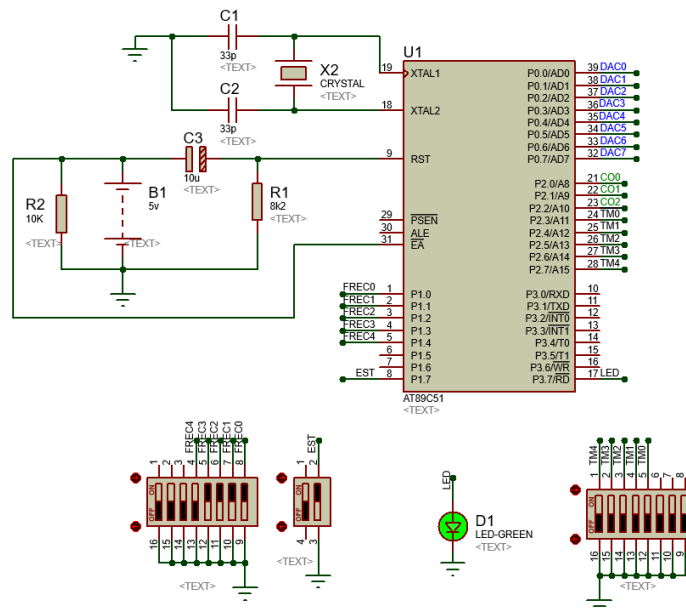 C1
33p
<TEXT>
X2
CRYSTAL
<TEXT>
C2
33p
<TEXT>
C3
10u
<TEXT>
R2
10K
<TEXT>
B1
5v
<TEXT>
R1
8k2
<TEXT>
U1
19 XTAL1
18 XTAL2
9 RST
29 PSEN
30 ALE
31 EA
FREC0 1 P1.0
FREC1 2 P1.1
FREC2 3 P1.2
FREC3 4 P1.3
FREC4 5 P1.4
6 P1.5
7 P1.6
EST 8 P1.7
P0.0/AD0 39 DAC0
P0.1/AD1 38 DAC1
P0.2/AD2 37 DAC2
P0.3/AD3 36 DAC3
P0.4/AD4 35 DAC4
P0.5/AD5 34 DAC5
P0.6/AD6 33 DAC6
P0.7/AD7 32 DAC7
P2.0/A8 21 CO0
P2.1/A9 22 CO1
P2.2/A10 23 CO2
P2.3/A11 24 TM0
P2.4/A12 25 TM1
P2.5/A13 26 TM2
P2.6/A14 27 TM3
P2.7/A15 28 TM4
P3.0/RXD 10
P3.1/TXD 11
P3.2/INT0 12
P3.3/INT1 13
P3.4/T0 14
P3.5/T1 15
P3.6/WR 16
P3.7/RD 17 LED
AT89C51
<TEXT>
FREC4 FREC3 FREC2 FREC1 FREC0
1 2 3 4 5 6 7 8
ON
OFF
16 15 14 13 12 11 10 9
<TEXT>
EST
1 2
ON
OFF
4 3
<TEXT>
LED
D1
LED-GREEN
<TEXT>
TM4 TM3 TM2 TM1 TM0
1 2 3 4 5 6 7 8
ON
OFF
16 15 14 13 12 11 10 9
<TEXT>